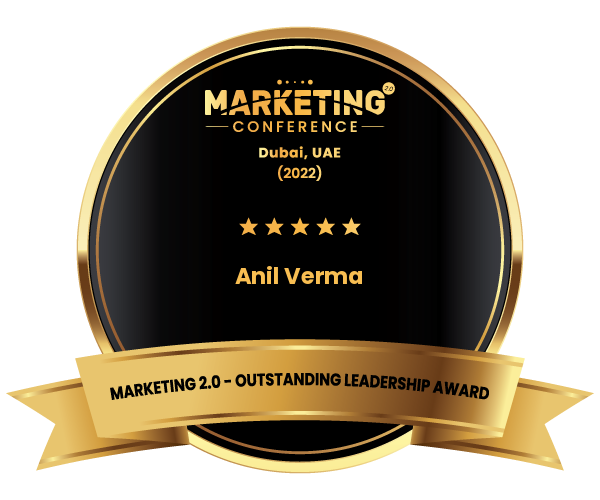 MARKETING 2.0
CONFERENCE
Dubai, UAE
(2022)
Anil Verma
MARKETING 2.0 - OUTSTANDING LEADERSHIP AWARD